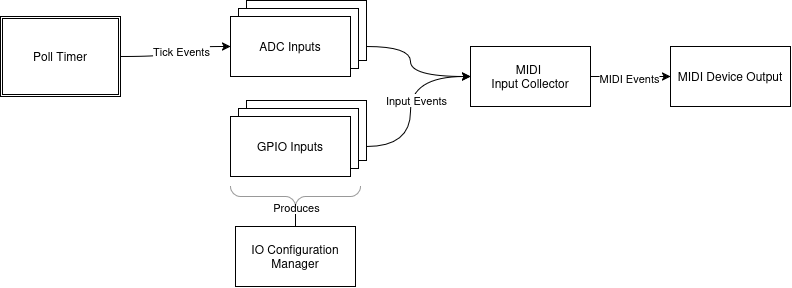 Poll Timer
Tick Events
ADC Inputs
GPIO Inputs
Input Events
MIDI
Input Collector
MIDI Events
MIDI Device Output
Produces
IO Configuration
Manager